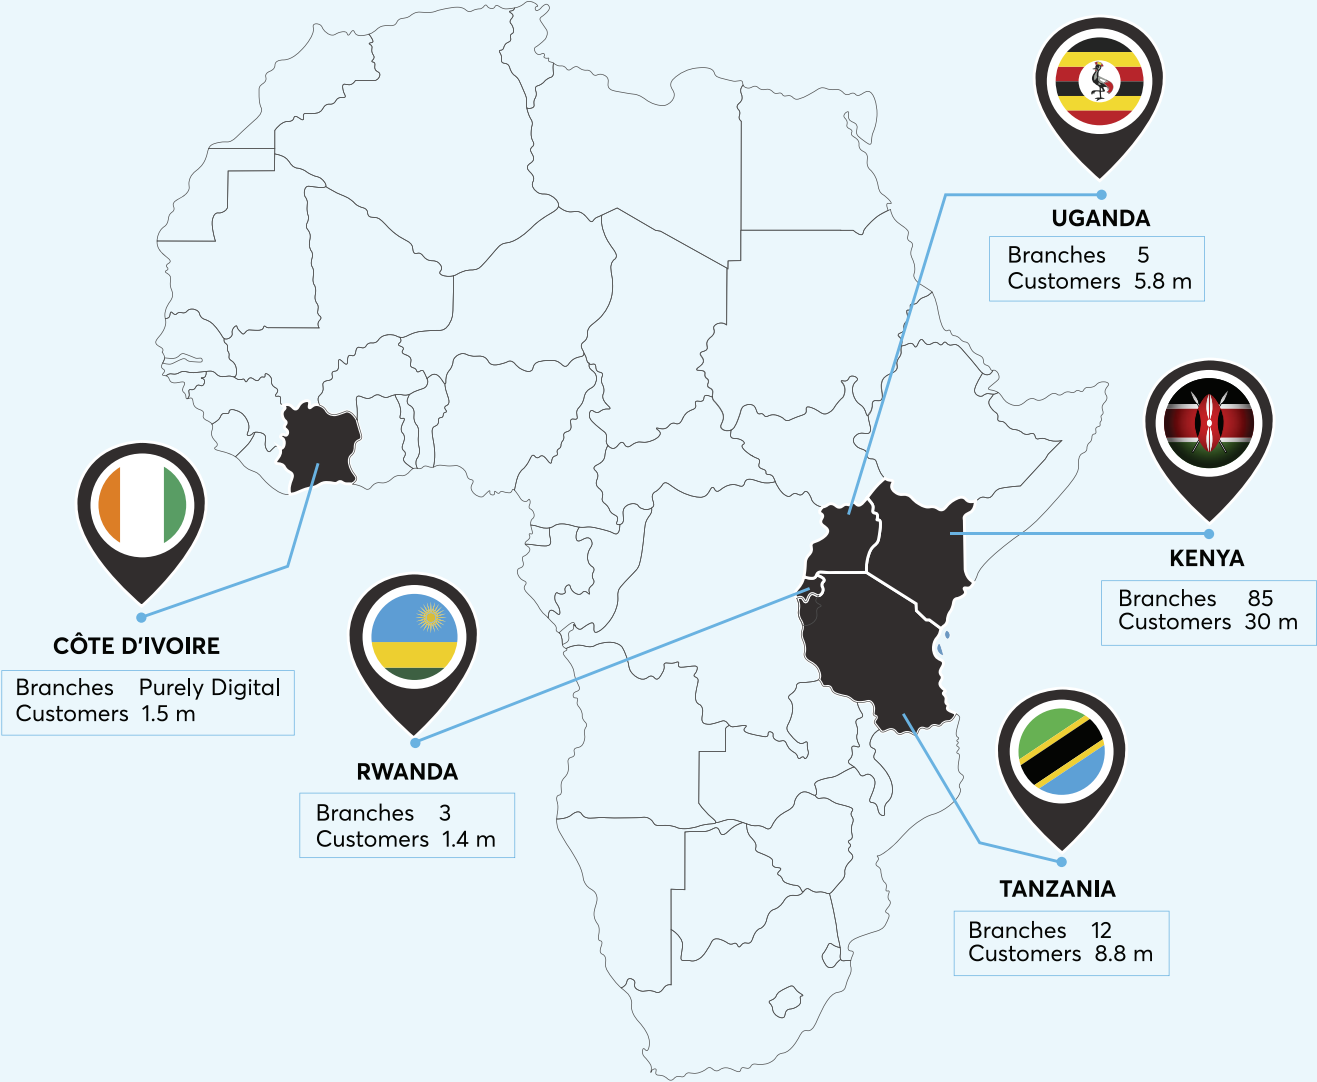 UGANDA
Branches 5
Customers 5.8 m
KENYA
Branches 85
Customers 30 m
CÔTE D'IVOIRE
Branches Purely Digital
Customers 1.5 m
RWANDA
Branches 3
Customers 1.4 m
TANZANIA
Branches 12
Customers 8.8 m